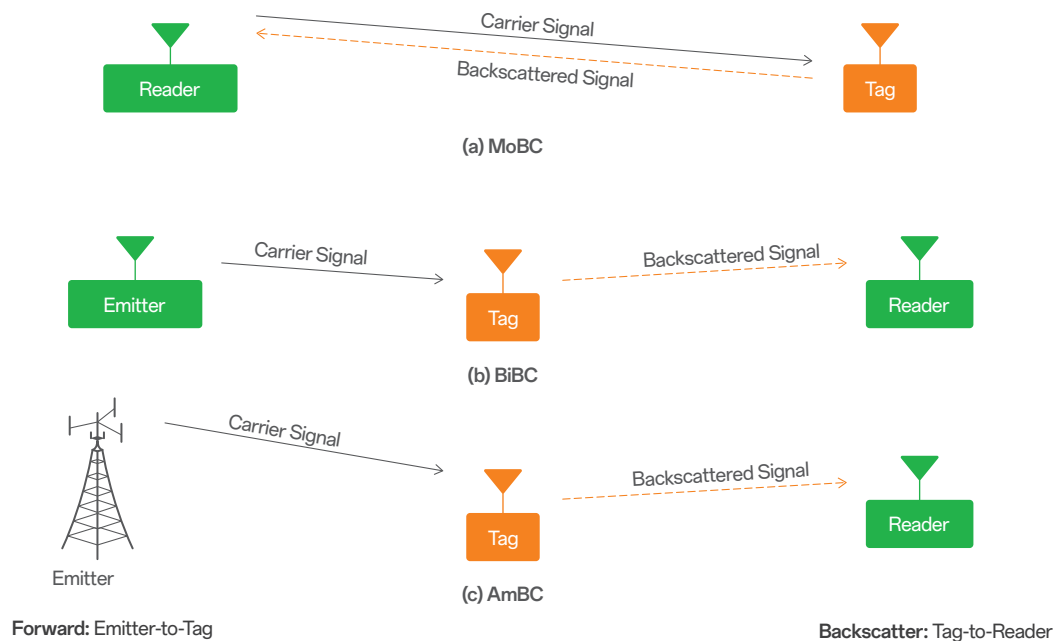 Carrier Signal
Backscattered Signal
Reader
Tag
(a) MoBC
Carrier Signal
Backscattered Signal
Emitter
Tag
Reader
(b) BiBC
Carrier Signal
Backscattered Signal
Tag
Reader
Emitter
(c) AmBC
Forward: Emitter-to-Tag
Backscatter: Tag-to-Reader